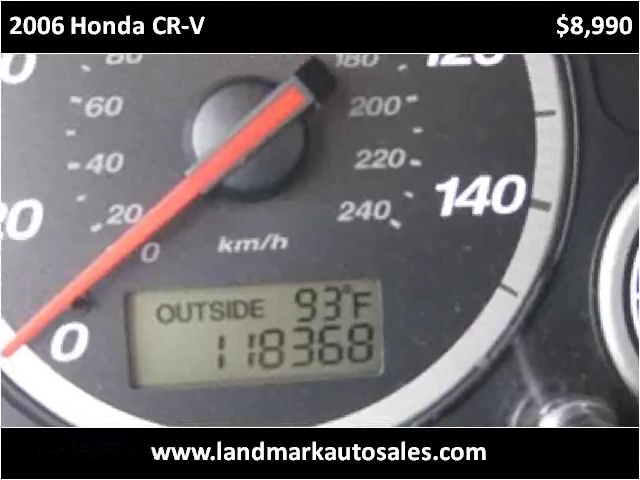 2006 Honda CR-V $8,990
80 180 120
60 200
40 220
20 20 240 140
0 km/h
OUTSIDE 93°F
0 118368
www.landmarkautosales.com